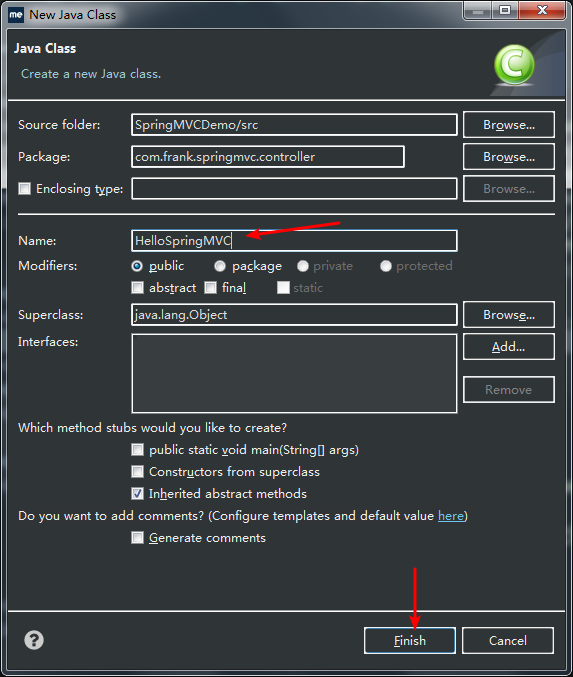 me New Java Class
Java Class
Create a new Java class.
C
Source folder: SpringMVCDemo/src Browse...
Package: com.frank.springmvc.controller Browse...
Enclosing type: Browse...
Name: HelloSpringMVC
Modifiers: public package private protected
abstract final static
Superclass: java.lang.Object Browse...
Interfaces: Add...
Remove
Which method stubs would you like to create?
public static void main(String[] args)
Constructors from superclass
Inherited abstract methods
Do you want to add comments? (Configure templates and default value here)
Generate comments
? Finish Cancel